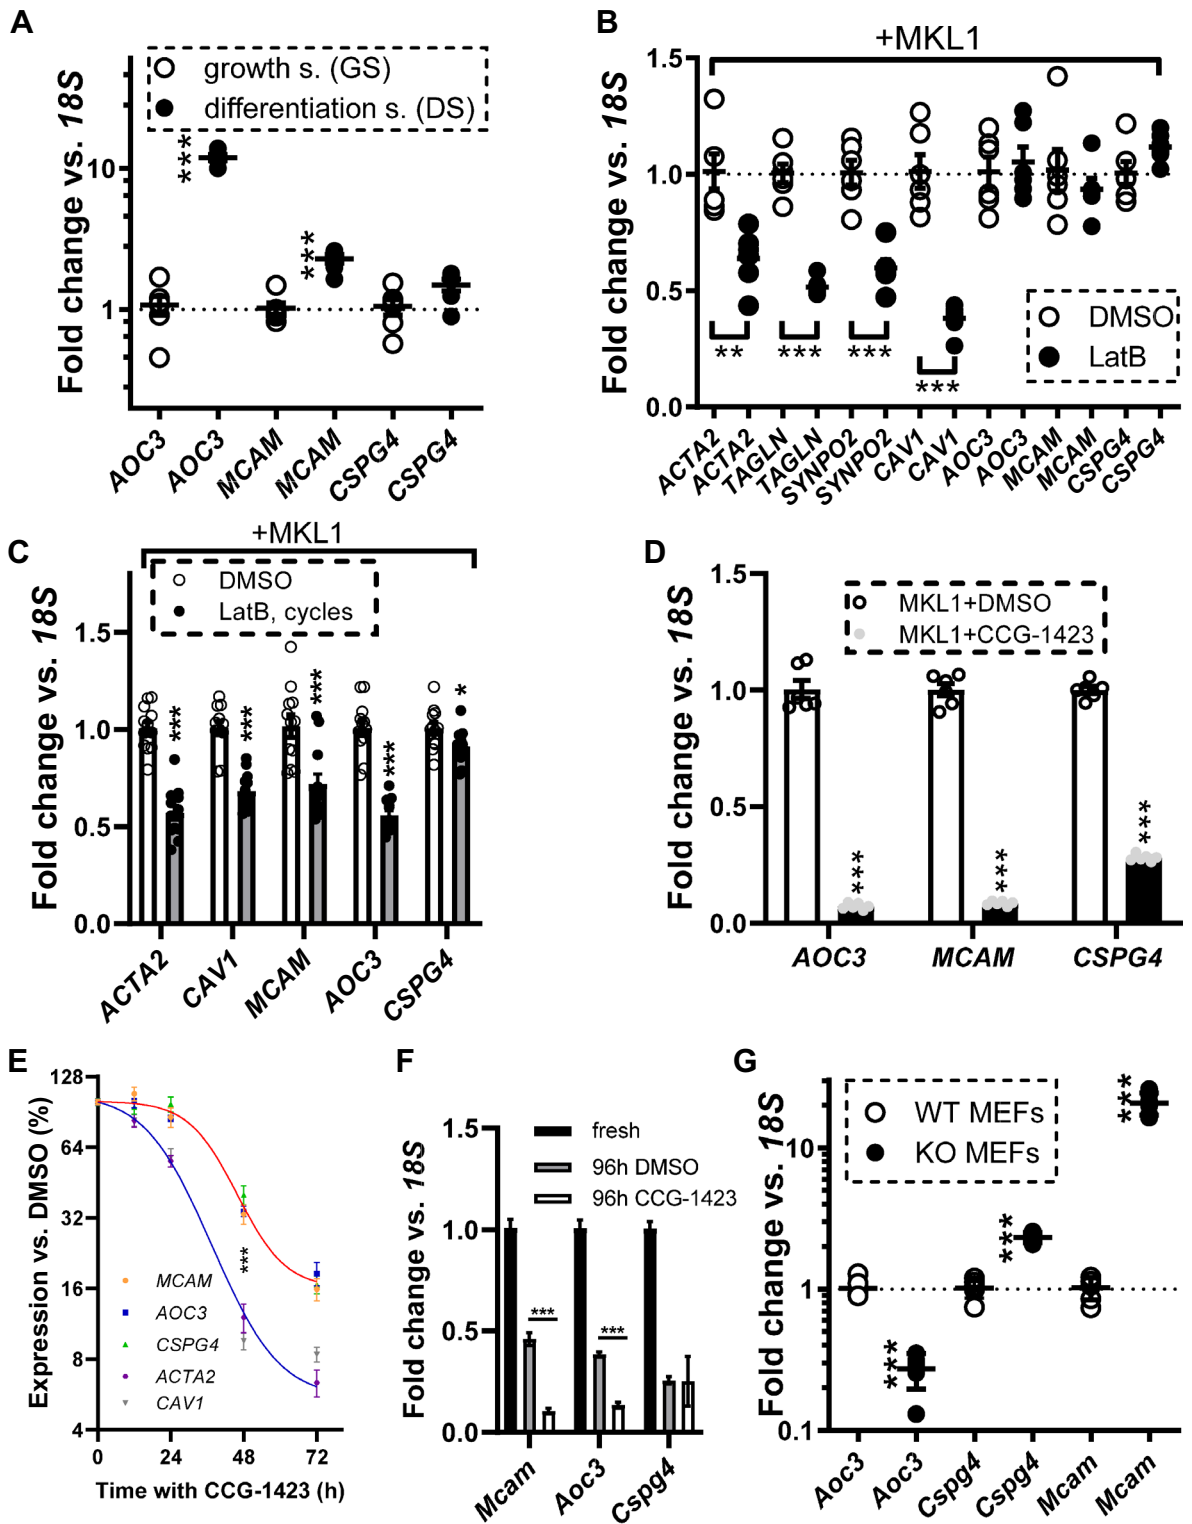 A
growth s. (GS)
differentiation s. (DS)
Fold change vs. 18S
10
1
***
***
AOC3
AOC3
MCAM
MCAM
CSPG4
CSPG4
B
+MKL1
Fold change vs. 18S
1.5
1.0
0.5
0.0
DMSO
LatB
**
***
***
***
ACTA2
ACTA2
TAGLN
TAGLN
SYNPO2
SYNPO2
CAV1
CAV1
AOC3
AOC3
MCAM
MCAM
CSPG4
CSPG4
C
+MKL1
DMSO
LatB, cycles
Fold change vs. 18S
1.5
1.0
0.5
0.0
***
***
***
***
*
ACTA2
CAV1
MCAM
AOC3
CSPG4
D
MKL1+DMSO
MKL1+CCG-1423
Fold change vs. 18S
1.5
1.0
0.5
0.0
***
***
***
AOC3
MCAM
CSPG4
E
Expression vs. DMSO (%)
128
64
32
16
8
4
***
MCAM
AOC3
CSPG4
ACTA2
CAV1
0
24
48
72
Time with CCG-1423 (h)
F
Fold change vs. 18S
1.5
1.0
0.5
0.0
fresh
96h DMSO
96h CCG-1423
***
***
Mcam
Aoc3
Cspg4
G
WT MEFs
KO MEFs
Fold change vs. 18S
10
1
0.1
***
***
***
Aoc3
Aoc3
Cspg4
Cspg4
Mcam
Mcam